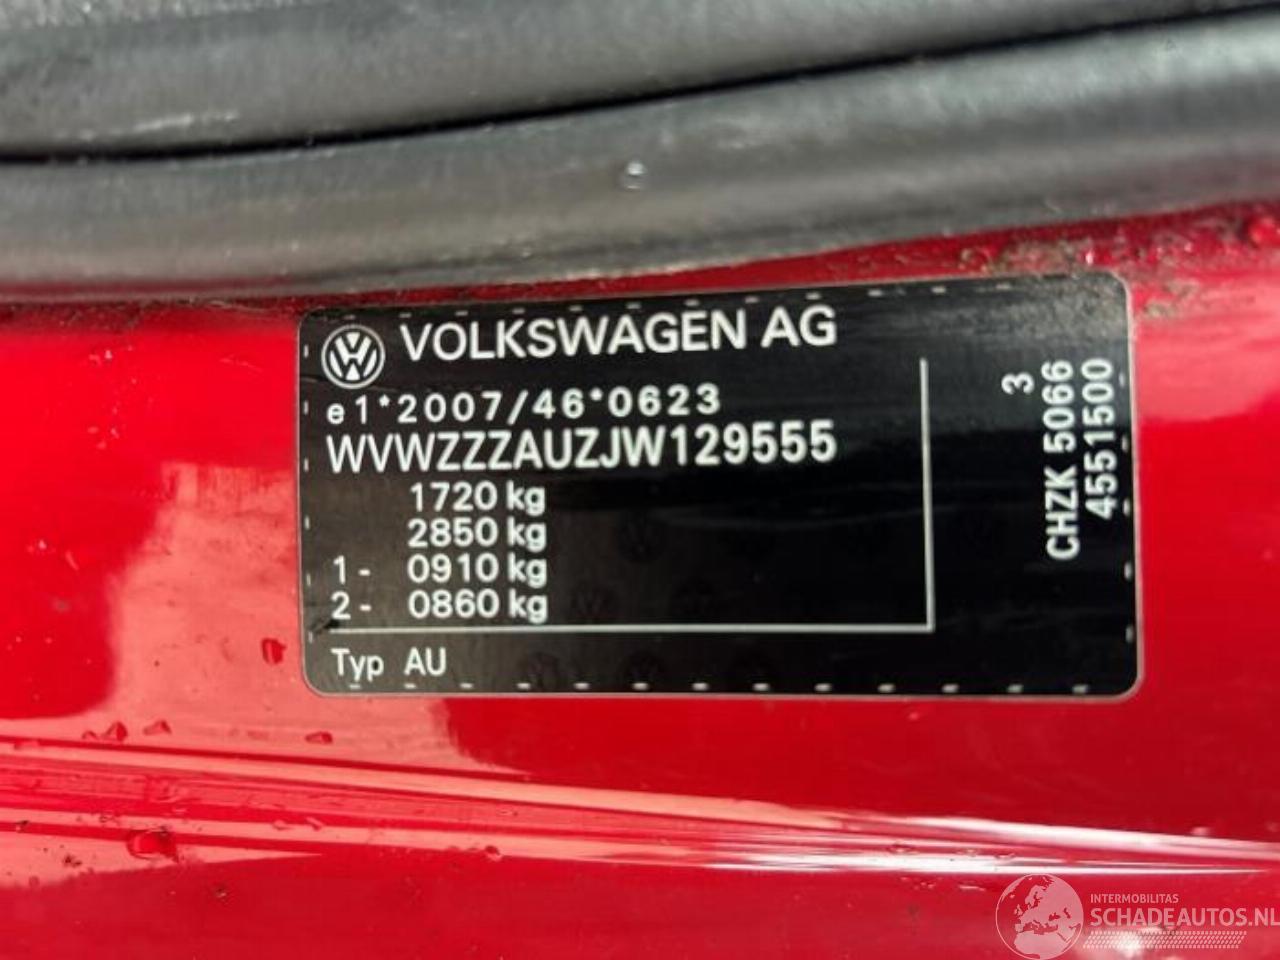 VOLKSWAGEN AG
e1*2007/46*0623
WVWZZZAUZJW129555
1720 kg
2850 kg
1- 0910 kg
2- 0860 kg
Typ AU
3
CHZK 5066
4551500
INTERMOBILITAS
SCHADEAUTOS.NL